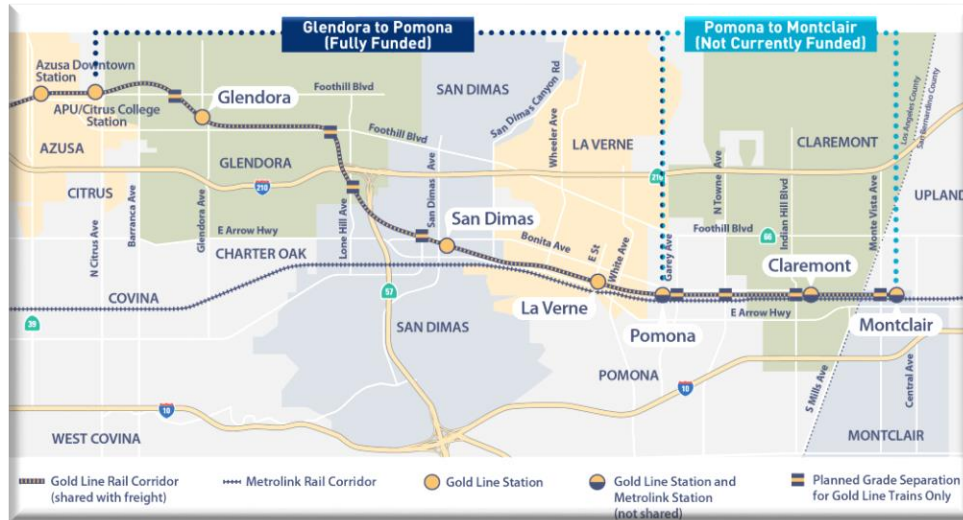 Glendora to Pomona
(Fully Funded)
Pomona to Montclair
(Not Currently Funded)
Azusa Downtown
Station
APU/Citrus College
Station
Glendora
Foothill Blvd
SAN DIMAS
San Dimas Canyon Rd
Wheeler Ave
LA VERNE
CLAREMONT
Los Angeles County
San Bernardino County
AZUSA
GLENDORA
Foothill Blvd
210
210
CITRUS
N Citrus Ave
Barranca Ave
Glendora Ave
E Arrow Hwy
Lone Hill Ave
San Dimas Ave
San Dimas
Bonita Ave
E St
White Ave
Garey Ave
N Towne Ave
Foothill Blvd
66
Indian Hill Blvd
Monte Vista Ave
UPLAND
CHARTER OAK
Claremont
COVINA
57
La Verne
E Arrow Hwy
39
SAN DIMAS
Pomona
Montclair
POMONA
10
10
S Mills Ave
Central Ave
WEST COVINA
MONTCLAIR
Gold Line Rail Corridor
(shared with freight)
Metrolink Rail Corridor
Gold Line Station
Gold Line Station and
Metrolink Station
(not shared)
Planned Grade Separation
for Gold Line Trains Only